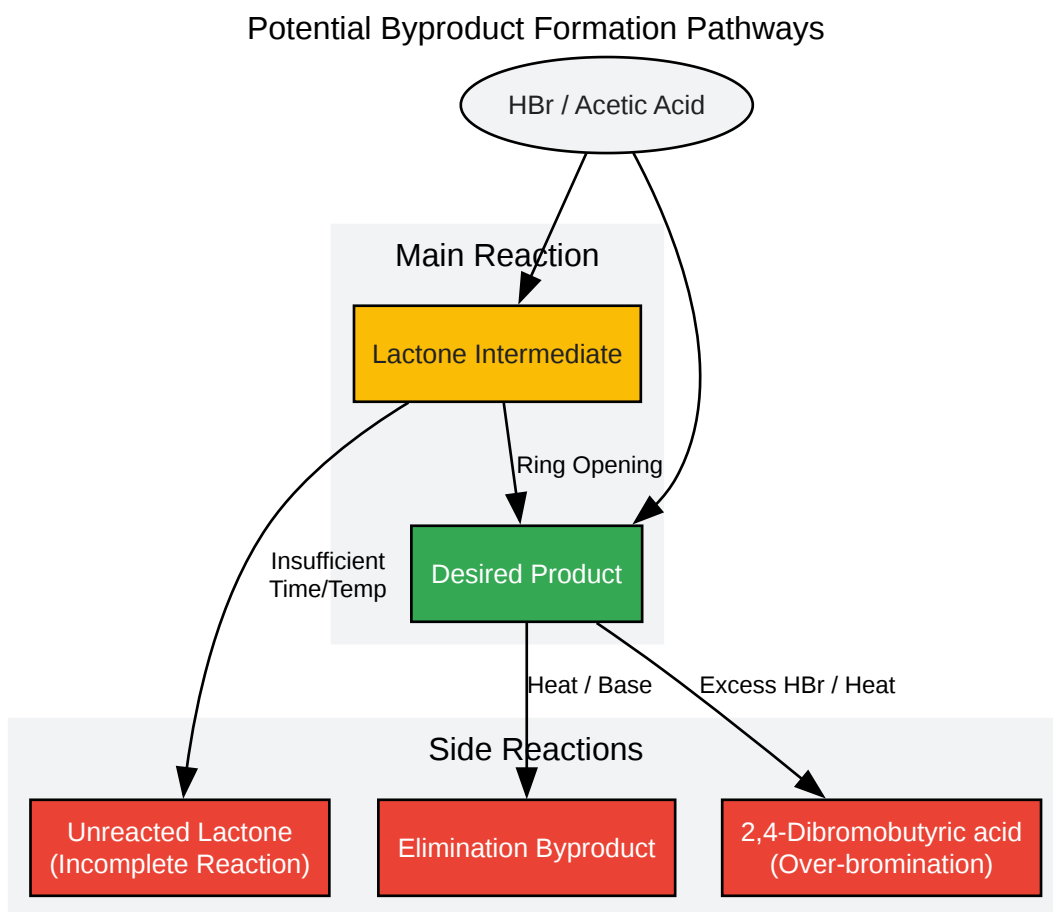 Potential Byproduct Formation Pathways
HBr / Acetic Acid
Main Reaction
Lactone Intermediate
Ring Opening
Insufficient
Time/Temp
Desired Product
Heat / Base
Excess HBr / Heat
Side Reactions
Unreacted Lactone
(Incomplete Reaction)
Elimination Byproduct
2,4-Dibromobutyric acid
(Over-bromination)